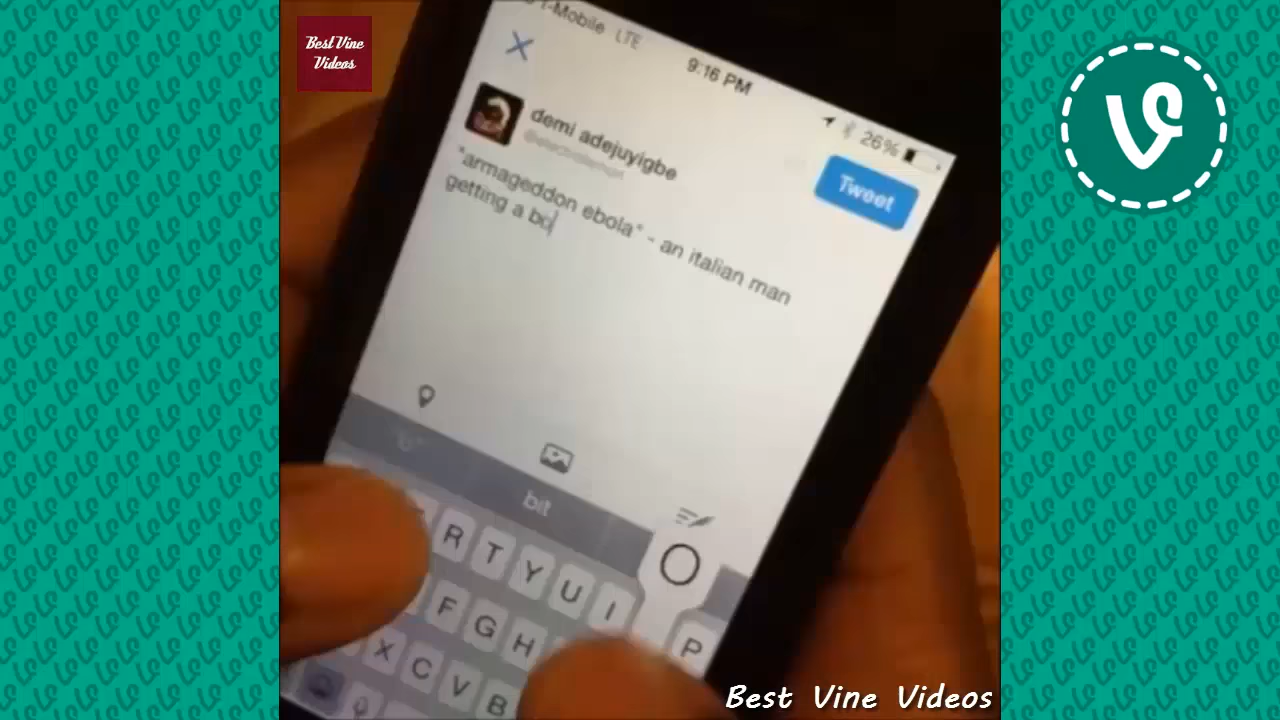 Best Vine
Videos
T-Mobile LTE
9:16 PM
26%
demi adejuyigbe
Tweet
"armageddon ebola" - an italian man
getting a bo
bit
O
R T Y U I P
F G H
X C V B
Best Vine Videos